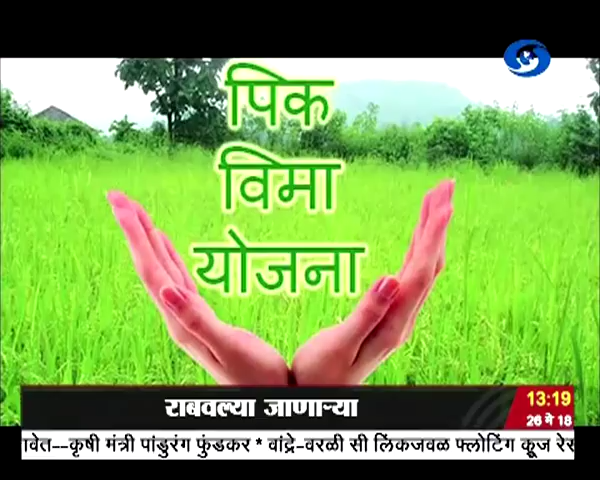 पिक
विमा
योजना
राबवल्या जाणाऱ्या
13:19
26 मे 18
ावेत--कृषी मंत्री पांडुरंग फुंडकर * वांद्रे-वरळी सी लिंकजवळ फ्लोटिंग क्रूज रेस